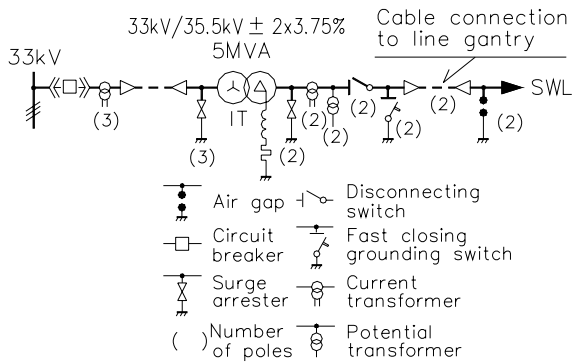 33kV/35.5kV ± 2x3.75%
5MVA
Cable connection
to line gantry
33kV
SWL
(3)
(3)
IT
(2)
(2)
(2)
(2)
(2)
(2)
(2)
Air gap
Disconnecting
switch
Circuit
breaker
Fast closing
grounding switch
Surge
arrester
Current
transformer
( ) Number
of poles
Potential
transformer